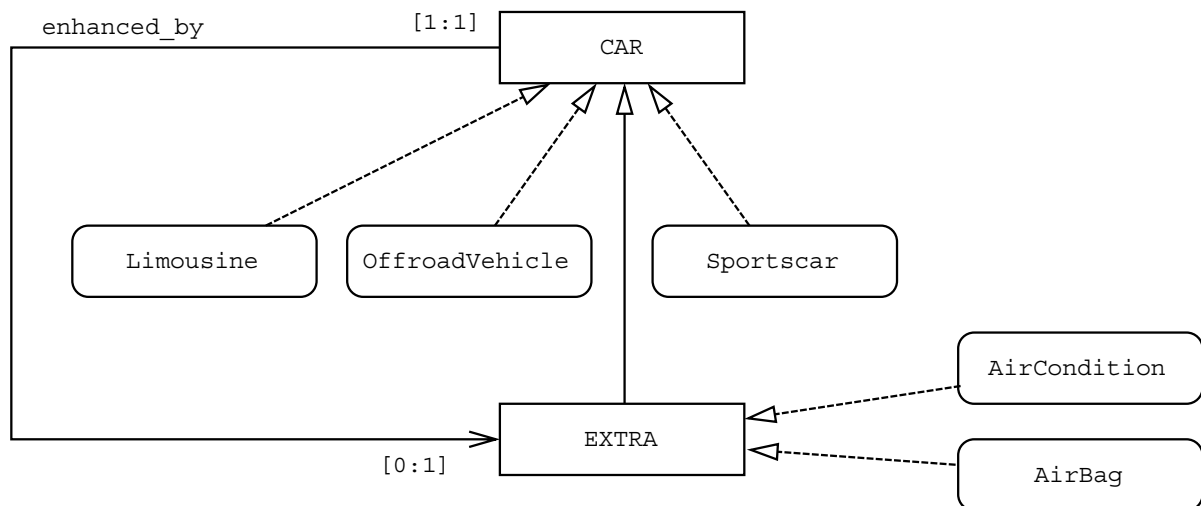 enhanced_by
[1:1]
CAR
Limousine
OffroadVehicle
Sportscar
AirCondition
EXTRA
[0:1]
AirBag